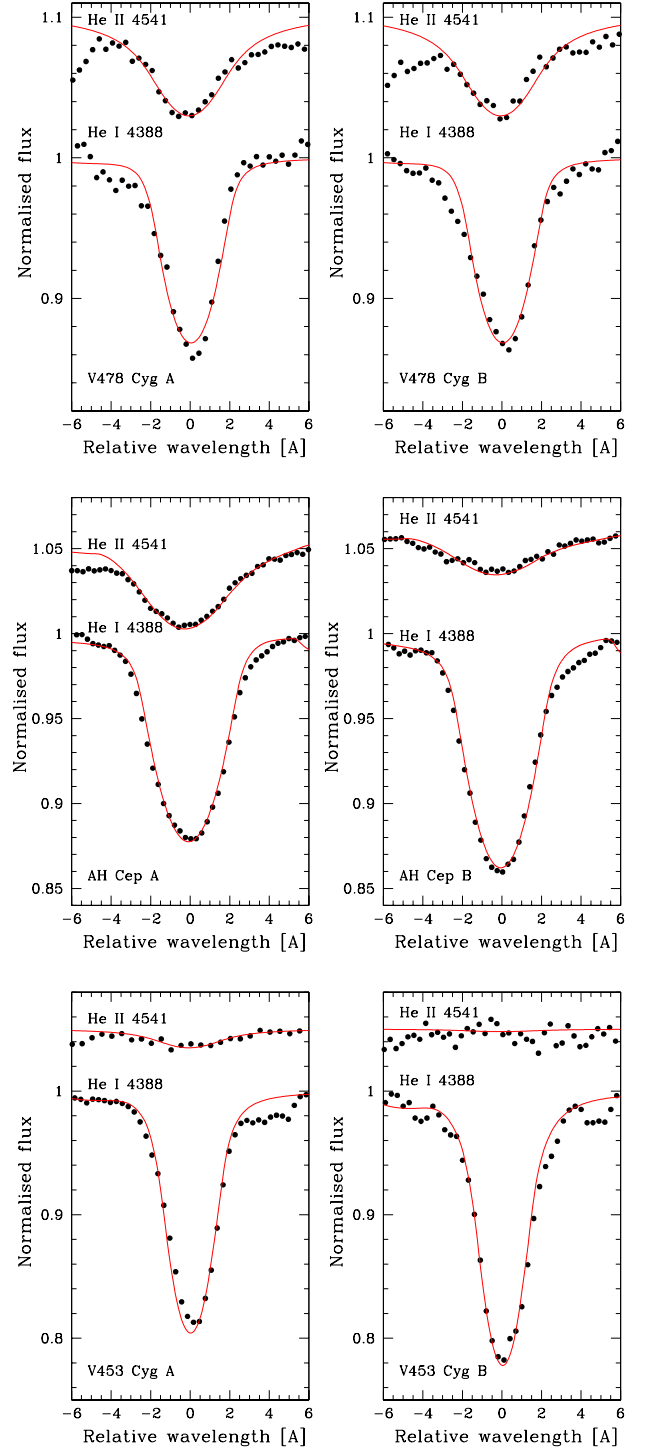 He II 4541
He I 4388
V478 Cyg A
Normalised flux
1.1
1
0.9
-6 -4 -2 0 2 4 6
Relative wavelength [A]
He II 4541
He I 4388
V478 Cyg B
Normalised flux
1.1
1
0.9
-6 -4 -2 0 2 4 6
Relative wavelength [A]
He II 4541
He I 4388
AH Cep A
Normalised flux
1.05
1
0.95
0.9
0.85
-6 -4 -2 0 2 4 6
Relative wavelength [A]
He II 4541
He I 4388
AH Cep B
Normalised flux
1.05
1
0.95
0.9
0.85
-6 -4 -2 0 2 4 6
Relative wavelength [A]
He II 4541
He I 4388
V453 Cyg A
Normalised flux
1
0.9
0.8
-6 -4 -2 0 2 4 6
Relative wavelength [A]
He II 4541
He I 4388
V453 Cyg B
Normalised flux
1
0.9
0.8
-6 -4 -2 0 2 4 6
Relative wavelength [A]